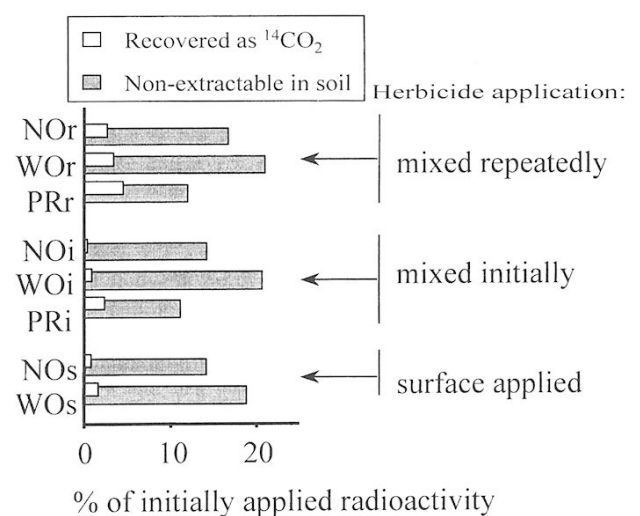 Recovered as ¹⁴CO₂
Non-extractable in soil
Herbicide application:
NOr
WOr
PRr
mixed repeatedly
NOi
WOi
PRi
mixed initially
NOs
WOs
surface applied
0 10 20
% of initially applied radioactivity